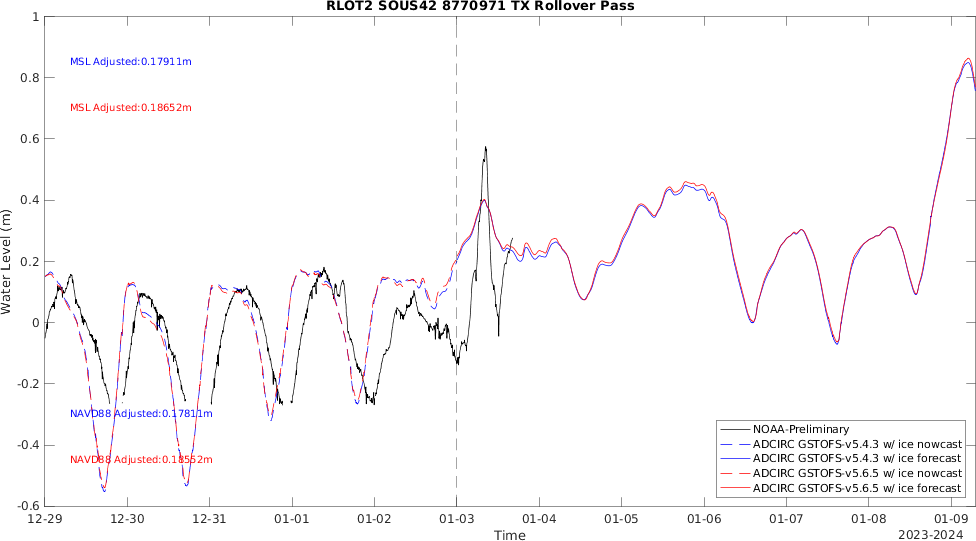 RLOT2 SOUS42 8770971 TX Rollover Pass
1
0.8
0.6
0.4
0.2
0
-0.2
-0.4
-0.6
Water Level (m)
MSL Adjusted:0.17911m
MSL Adjusted:0.18652m
NAVD88 Adjusted:0.17811m
NAVD88 Adjusted:0.18552m
NOAA-Preliminary
ADCIRC GSTOFS-v5.4.3 w/ ice nowcast
ADCIRC GSTOFS-v5.4.3 w/ ice forecast
ADCIRC GSTOFS-v5.6.5 w/ ice nowcast
ADCIRC GSTOFS-v5.6.5 w/ ice forecast
12-29 12-30 12-31 01-01 01-02 01-03 01-04 01-05 01-06 01-07 01-08 01-09
Time
2023-2024